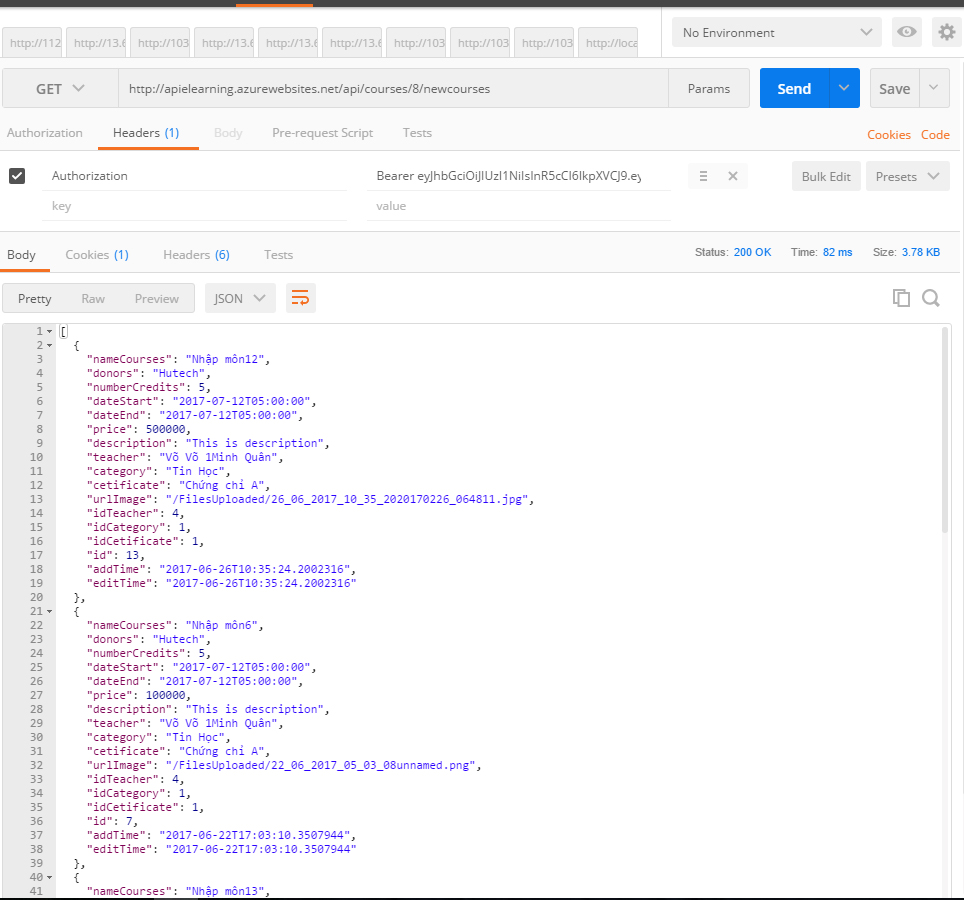 http://112 http://13.6 http://103 http://13.6 http://13.6 http://13.6 http://103 http://103 http://103 http://loca
No Environment
GET http://apielearning.azurewebsites.net/api/courses/8/newcourses Params Send Save
Authorization Headers (1) Body Pre-request Script Tests Cookies Code
Authorization Bearer eyJhbGciOiJIUzI1NiIsInR5cCI6IkpXVCJ9.ey Bulk Edit Presets
key value
Body Cookies (1) Headers (6) Tests Status: 200 OK Time: 82 ms Size: 3.78 KB
Pretty Raw Preview JSON
1 [
2 {
3 "nameCourses": "Nhập môn12",
4 "donors": "Hutech",
5 "numberCredits": 5,
6 "dateStart": "2017-07-12T05:00:00",
7 "dateEnd": "2017-07-12T05:00:00",
8 "price": 500000,
9 "description": "This is description",
10 "teacher": "Võ Võ 1Minh Quân",
11 "category": "Tin Học",
12 "cetificate": "Chứng chỉ A",
13 "urlImage": "/FilesUploaded/26_06_2017_10_35_2020170226_064811.jpg",
14 "idTeacher": 4,
15 "idCategory": 1,
16 "idCetificate": 1,
17 "id": 13,
18 "addTime": "2017-06-26T10:35:24.2002316",
19 "editTime": "2017-06-26T10:35:24.2002316"
20 },
21 {
22 "nameCourses": "Nhập môn6",
23 "donors": "Hutech",
24 "numberCredits": 5,
25 "dateStart": "2017-07-12T05:00:00",
26 "dateEnd": "2017-07-12T05:00:00",
27 "price": 100000,
28 "description": "This is description",
29 "teacher": "Võ Võ 1Minh Quân",
30 "category": "Tin Học",
31 "cetificate": "Chứng chỉ A",
32 "urlImage": "/FilesUploaded/22_06_2017_05_03_08unnamed.png",
33 "idTeacher": 4,
34 "idCategory": 1,
35 "idCetificate": 1,
36 "id": 7,
37 "addTime": "2017-06-22T17:03:10.3507944",
38 "editTime": "2017-06-22T17:03:10.3507944"
39 },
40 {
41 "nameCourses": "Nhập môn13",